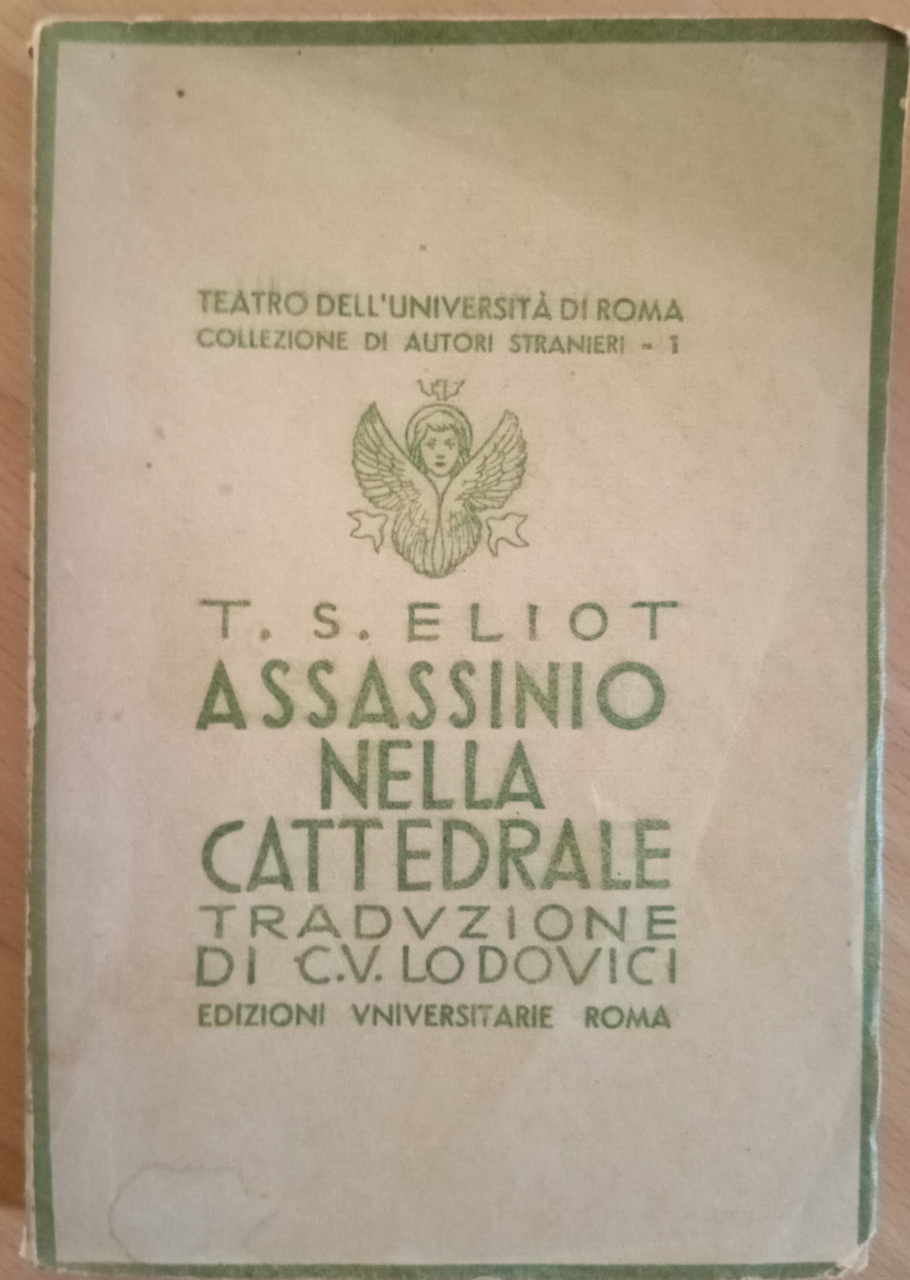 TEATRO DELL'UNIVERSITÀ DI ROMA
COLLEZIONE DI AUTORI STRANIERI - 1
T. S. ELIOT
ASSASSINIO
NELLA
CATTEDRALE
TRADVZIONE
DI C.V. LODOVICI
EDIZIONI VNIVERSITARIE ROMA